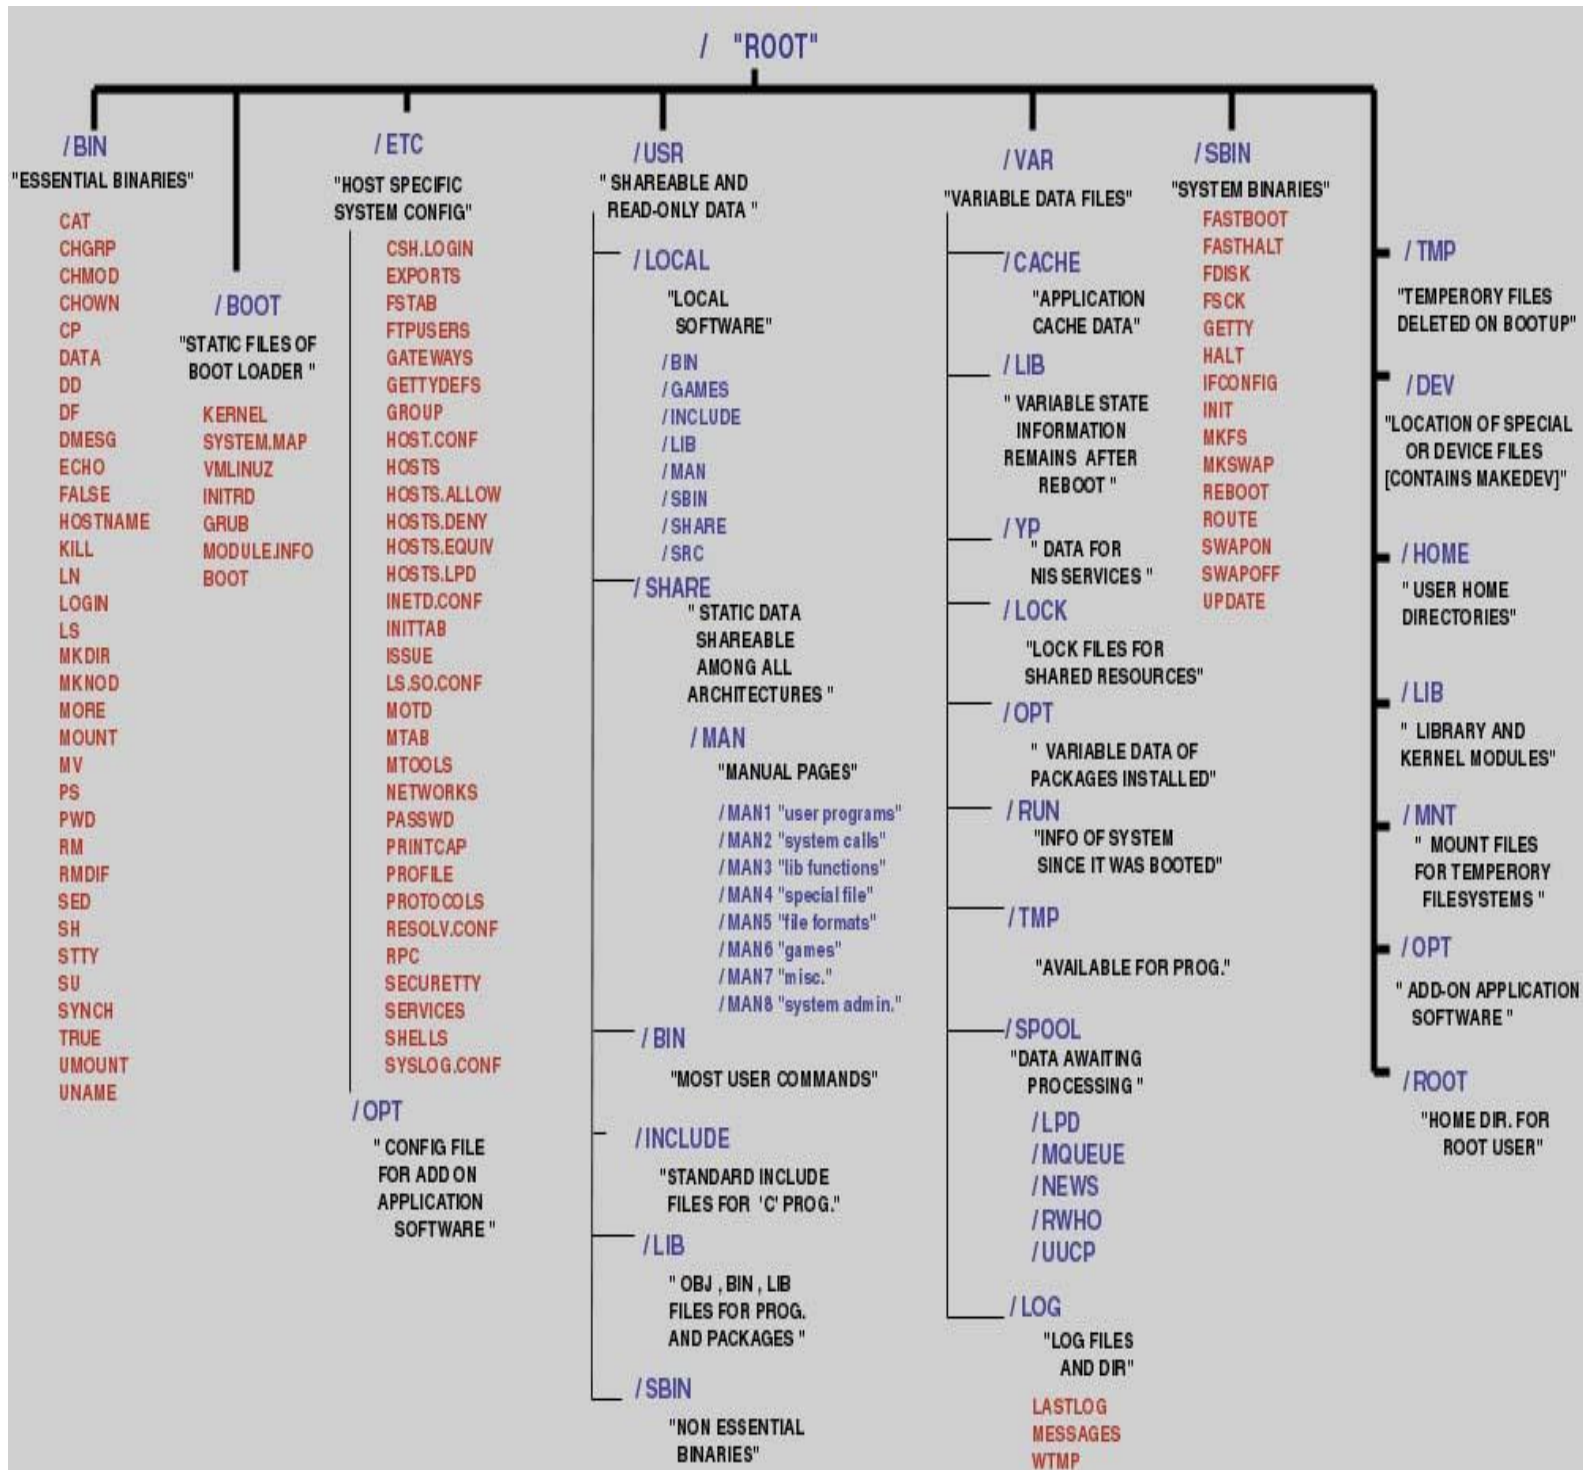 / "ROOT"
/BIN
"ESSENTIAL BINARIES"
CAT
CHGRP
CHMOD
CHOWN
CP
DATA
DD
DF
DMESG
ECHO
FALSE
HOSTNAME
KILL
LN
LOGIN
LS
MKDIR
MKNOD
MORE
MOUNT
MV
PS
PWD
RM
RMDIF
SED
SH
STTY
SU
SYNCH
TRUE
UMOUNT
UNAME
/BOOT
"STATIC FILES OF
BOOT LOADER "
KERNEL
SYSTEM.MAP
VMLINUZ
INITRD
GRUB
MODULE.INFO
BOOT
/ETC
"HOST SPECIFIC
SYSTEM CONFIG"
CSH.LOGIN
EXPORTS
FSTAB
FTPUSERS
GATEWAYS
GETTYDEFS
GROUP
HOST.CONF
HOSTS
HOSTS.ALLOW
HOSTS.DENY
HOSTS.EQUIV
HOSTS.LPD
INETD.CONF
INITTAB
ISSUE
LS.SO.CONF
MOTD
MTAB
MTOOLS
NETWORKS
PASSWD
PRINTCAP
PROFILE
PROTOCOLS
RESOLV.CONF
RPC
SECURETTY
SERVICES
SHELLS
SYSLOG.CONF
/OPT
" CONFIG FILE
FOR ADD ON
APPLICATION
SOFTWARE "
/USR
" SHAREABLE AND
READ-ONLY DATA "
/LOCAL
"LOCAL
SOFTWARE"
/BIN
/GAMES
/INCLUDE
/LIB
/MAN
/SBIN
/SHARE
/SRC
/SHARE
" STATIC DATA
SHAREABLE
AMONG ALL
ARCHITECTURES "
/MAN
"MANUAL PAGES"
/MAN1 "user programs"
/MAN2 "system calls"
/MAN3 "lib functions"
/MAN4 "special file"
/MAN5 "file formats"
/MAN6 "games"
/MAN7 "misc."
/MAN8 "system admin."
/BIN
"MOST USER COMMANDS"
/INCLUDE
"STANDARD INCLUDE
FILES FOR 'C' PROG."
/LIB
" OBJ , BIN , LIB
FILES FOR PROG.
AND PACKAGES "
/SBIN
"NON ESSENTIAL
BINARIES"
/VAR
"VARIABLE DATA FILES"
/CACHE
"APPLICATION
CACHE DATA"
/LIB
" VARIABLE STATE
INFORMATION
REMAINS AFTER
REBOOT "
/YP
" DATA FOR
NIS SERVICES "
/LOCK
"LOCK FILES FOR
SHARED RESOURCES"
/OPT
" VARIABLE DATA OF
PACKAGES INSTALLED"
/RUN
"INFO OF SYSTEM
SINCE IT WAS BOOTED"
/TMP
"AVAILABLE FOR PROG."
/SPOOL
"DATA AWAITING
PROCESSING "
/LPD
/MQUEUE
/NEWS
/RWHO
/UUCP
/LOG
"LOG FILES
AND DIR"
LASTLOG
MESSAGES
WTMP
/SBIN
"SYSTEM BINARIES"
FASTBOOT
FASTHALT
FDISK
FSCK
GETTY
HALT
IFCONFIG
INIT
MKFS
MKSWAP
REBOOT
ROUTE
SWAPON
SWAPOFF
UPDATE
/TMP
"TEMPERORY FILES
DELETED ON BOOTUP"
/DEV
"LOCATION OF SPECIAL
OR DEVICE FILES
[CONTAINS MAKEDEV]"
/HOME
" USER HOME
DIRECTORIES"
/LIB
" LIBRARY AND
KERNEL MODULES"
/MNT
" MOUNT FILES
FOR TEMPERORY
FILESYSTEMS "
/OPT
" ADD-ON APPLICATION
SOFTWARE "
/ROOT
"HOME DIR. FOR
ROOT USER"